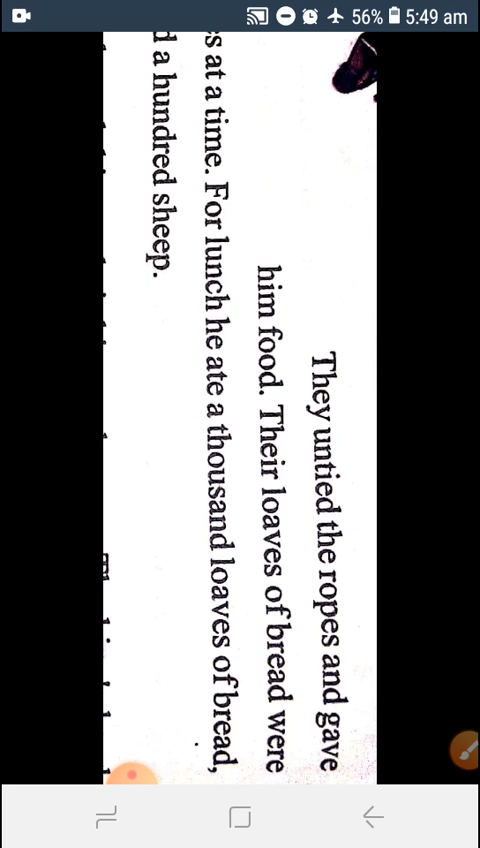 56% 5:49 am
They untied the ropes and gave
him food. Their loaves of bread were
s at a time. For lunch he ate a thousand loaves of bread,
d a hundred sheep.